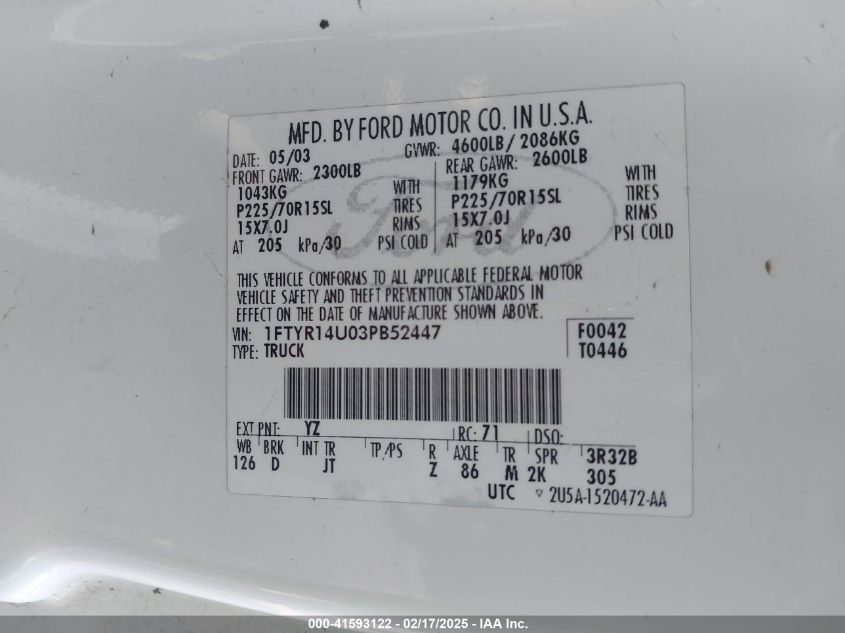 MFD. BY FORD MOTOR CO. IN U.S.A.
DATE: 05/03 GVWR: 4600LB/ 2086KG
FRONT GAWR: 2300LB REAR GAWR: 2600LB
1043KG WITH 1179KG WITH
P225/70R15SL TIRES P225/70R15SL TIRES
15X7.0J RIMS 15X7.0J RIMS
AT 205 kPa/30 PSI COLD AT 205 kPa/30 PSI COLD
Ford
THIS VEHICLE CONFORMS TO ALL APPLICABLE FEDERAL MOTOR
VEHICLE SAFETY AND THEFT PREVENTION STANDARDS IN
EFFECT ON THE DATE OF MANUFACTURE SHOWN ABOVE.
VIN: 1FTYR14U03PB52447 F0042
TYPE: TRUCK T0446
EXT PNT: YZ RC: 71 DSO:
WB BRK INT TR TP/PS R AXLE TR SPR 3R32B
126 D JT Z 86 M 2K 305
UTC ▽ 2U5A-1520472-AA
000-41593122 - 02/17/2025 - IAA Inc.